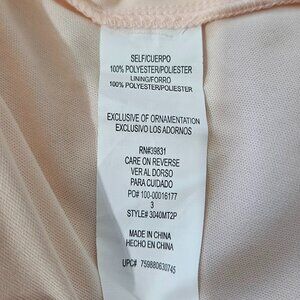 SELF/CUERPO
100% POLYESTER/POLIESTER
LINING/FORRO
100% POLYESTER/POLIESTER
EXCLUSIVE OF ORNAMENTATION
EXCLUSIVO LOS ADORNOS
RN#39831
CARE ON REVERSE
VER AL DORSO
PARA CUIDADO
PO# 100-00016177
3
STYLE# 3040MT2P
MADE IN CHINA
HECHO EN CHINA
UPC# 759880630745